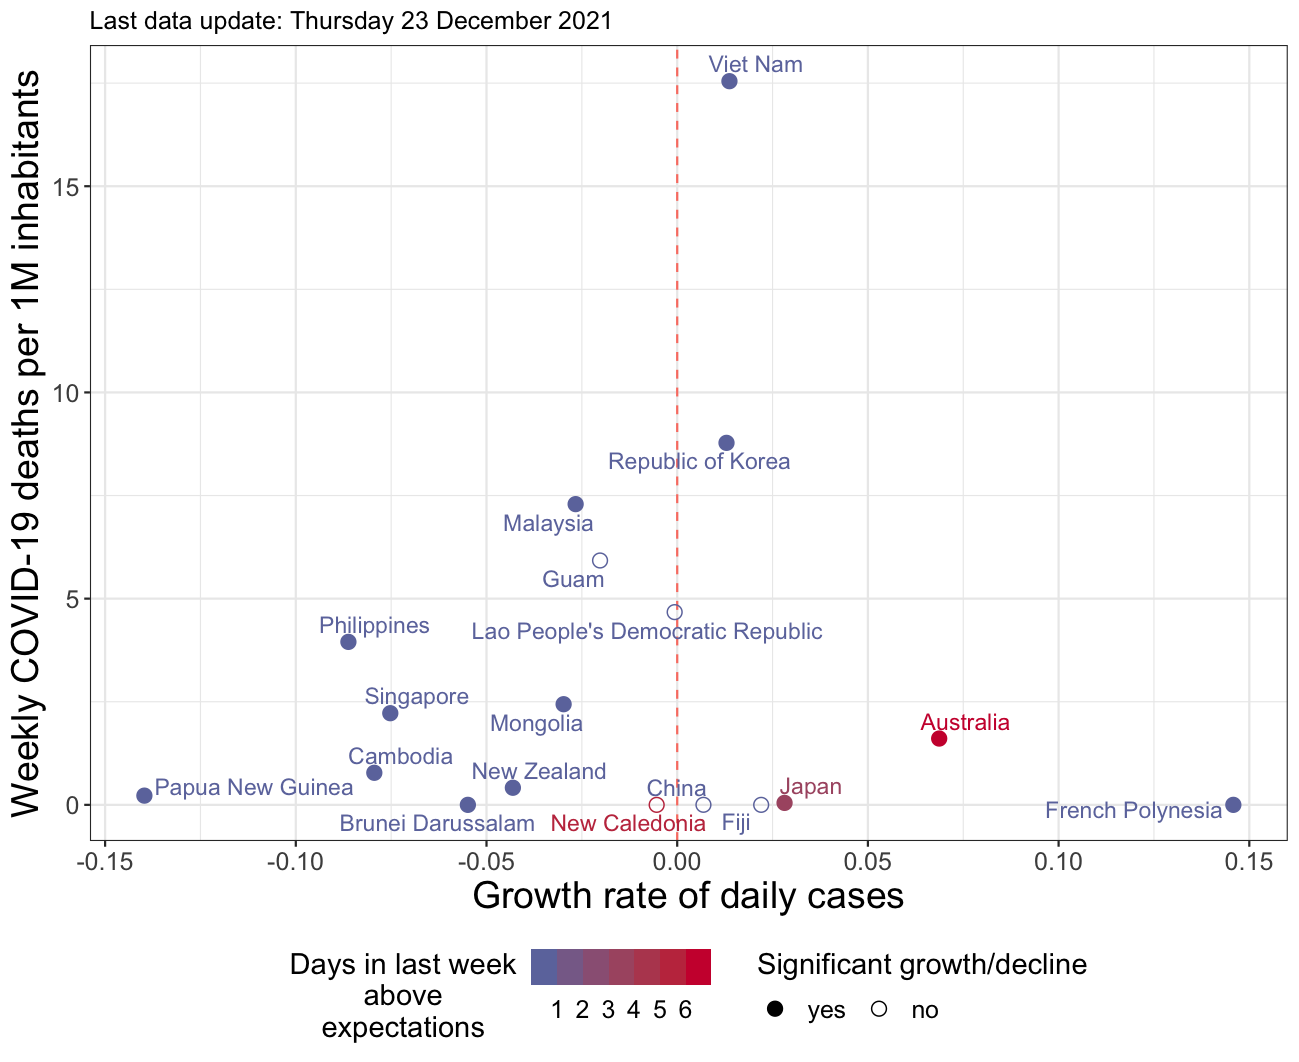 Last data update: Thursday 23 December 2021
Weekly COVID-19 deaths per 1M inhabitants
Viet Nam
15
10
Republic of Korea
Malaysia
Guam
5
Philippines
Lao People's Democratic Republic
Singapore
Mongolia
Australia
Cambodia
New Zealand
Papua New Guinea
China
Japan
0
French Polynesia
Brunei Darussalam
New Caledonia
Fiji
-0.15 -0.10 -0.05 0.00 0.05 0.10 0.15
Growth rate of daily cases
Days in last week
above
expectations
1 2 3 4 5 6
Significant growth/decline
yes no